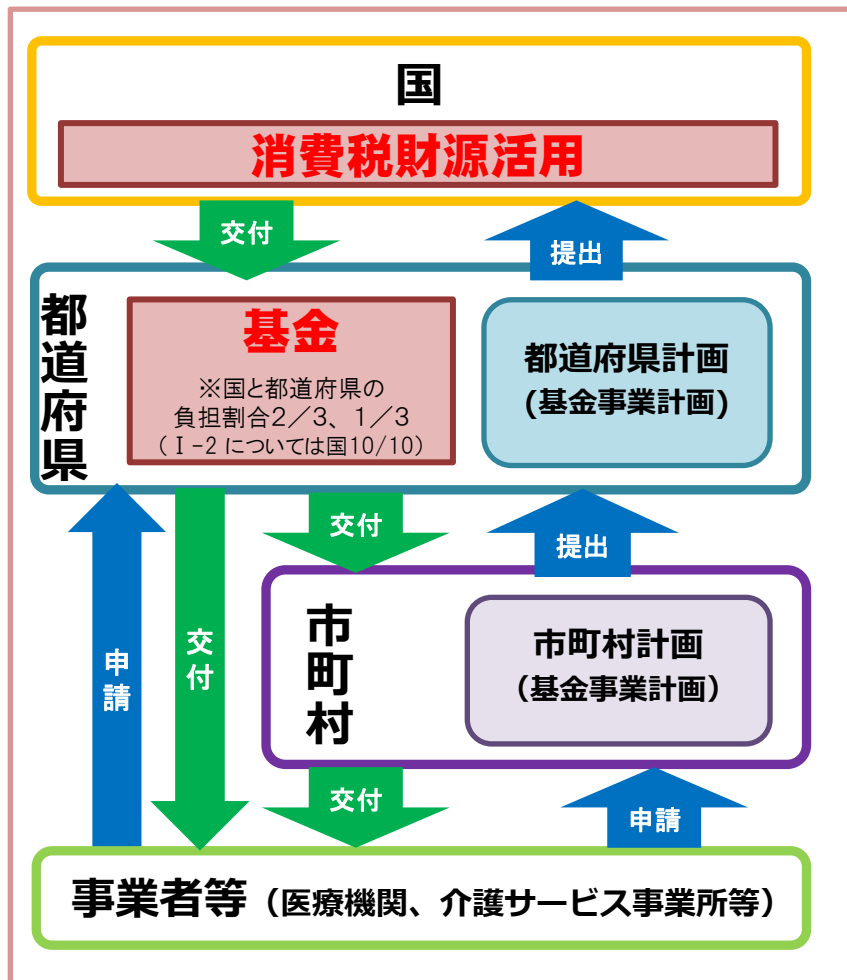 国
消費税財源活用
交付
提出
都道府県
基金
※国と都道府県の
負担割合2／3、1／3
（Ⅰ-2 については国10/10）
都道府県計画
(基金事業計画)
交付
提出
申請
交付
市町村
市町村計画
（基金事業計画）
交付
申請
事業者等（医療機関、介護サービス事業所等）